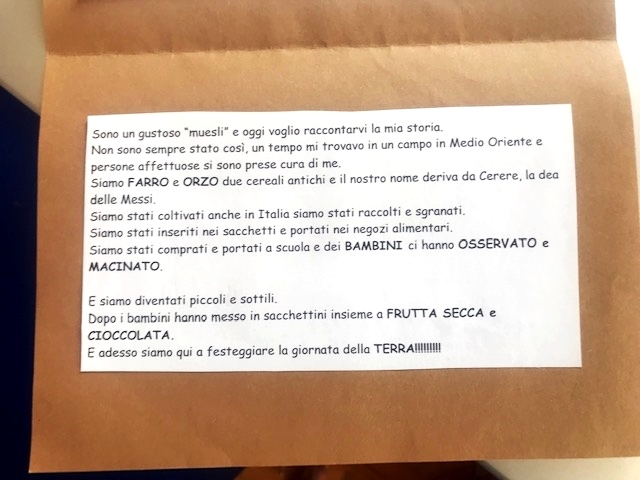 Sono un gustoso “muesli” e oggi voglio raccontarvi la mia storia.
Non sono sempre stato così, un tempo mi trovavo in un campo in Medio Oriente e
persone affettuose si sono prese cura di me.
Siamo FARRO e ORZO due cereali antichi e il nostro nome deriva da Cerere, la dea
delle Messi.
Siamo stati coltivati anche in Italia siamo stati raccolti e sgranati.
Siamo stati inseriti nei sacchetti e portati nei negozi alimentari.
Siamo stati comprati e portati a scuola e dei BAMBINI ci hanno OSSERVATO e
MACINATO.
E siamo diventati piccoli e sottili.
Dopo i bambini hanno messo in sacchettini insieme a FRUTTA SECCA e
CIOCCOLATA.
E adesso siamo qui a festeggiare la giornata della TERRA!!!!!!!!!